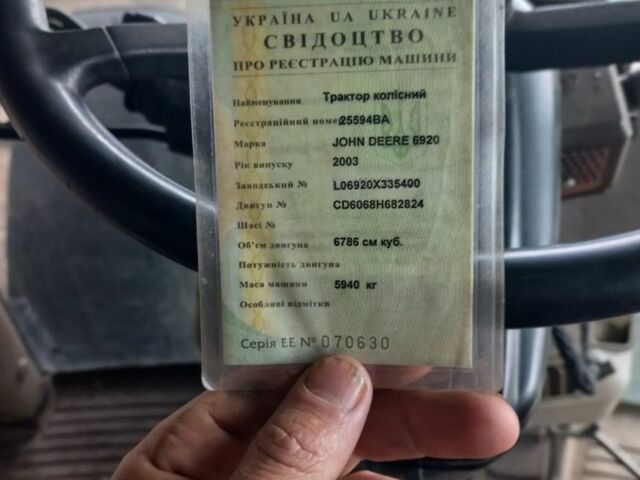 УКРАЇНА UA UKRAINE
СВІДОЦТВО
ПРО РЕЄСТРАЦІЮ МАШИНИ
Найменування Трактор колісний
Реєстраційний номе 25594ВА
Марка JOHN DEERE 6920
Рік випуску 2003
Заводський № L06920X335400
Двигун № CD6068H682824
Шасі №
Об'єм двигуна 6786 см куб.
Потужність двигуна
Маса машини 5940 кг
Особливі відмітки
Серія ЕЕ № 070630